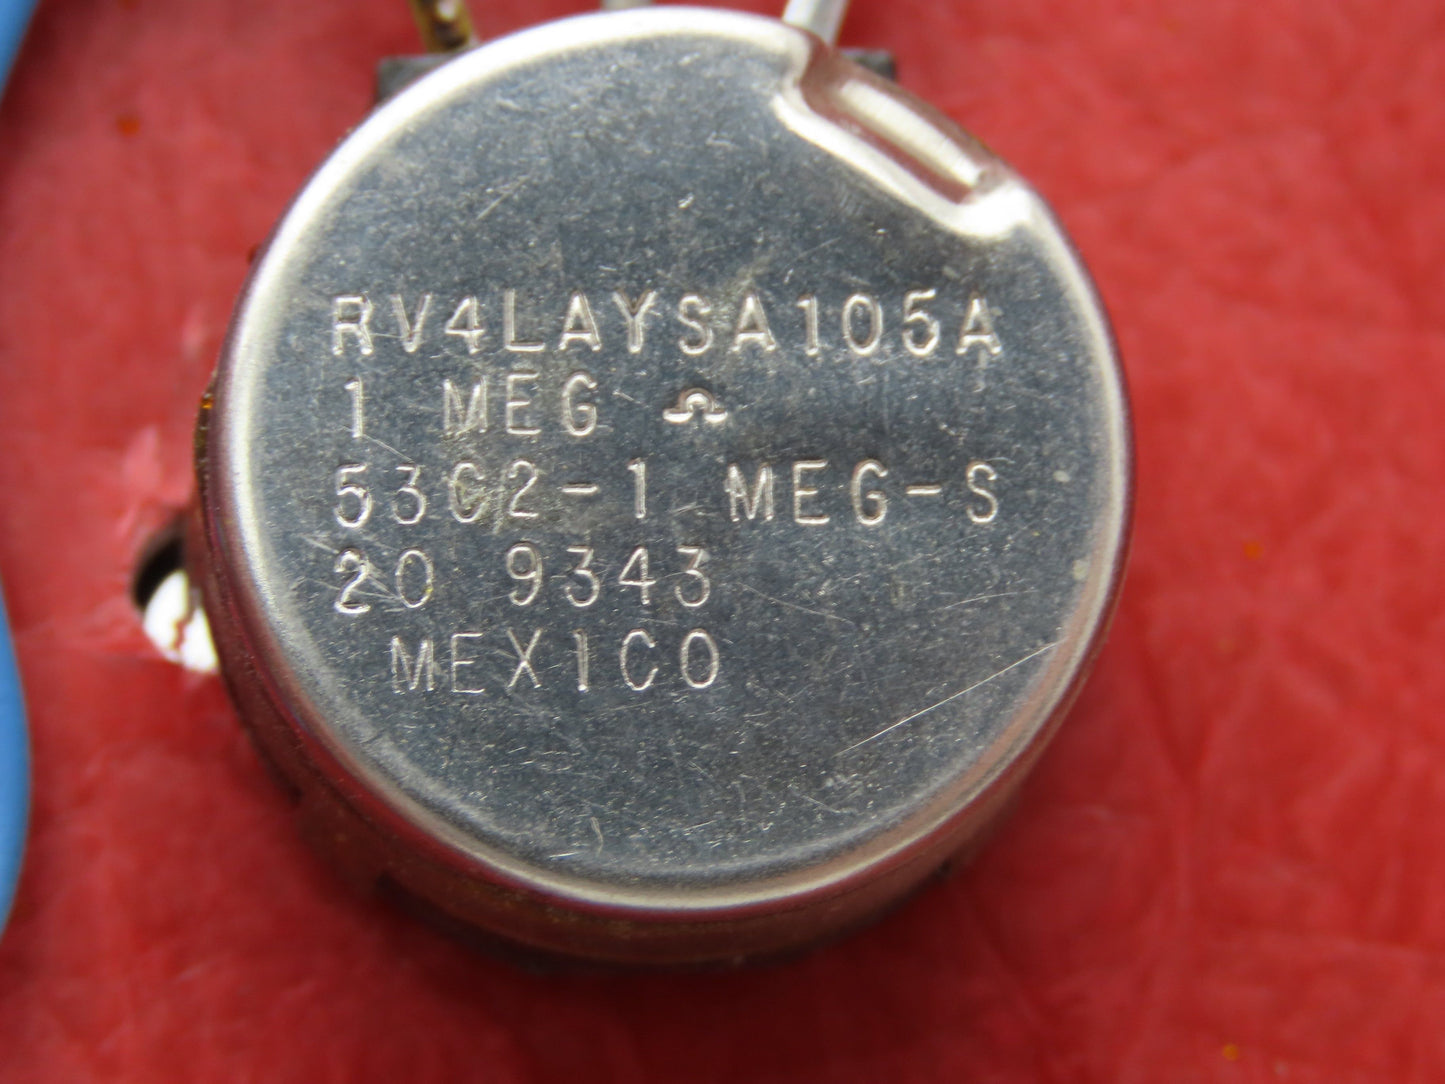 RV4LAYSA105A
1 MEG Ω
53C2-1 MEG-S
20 9343
MEXICO